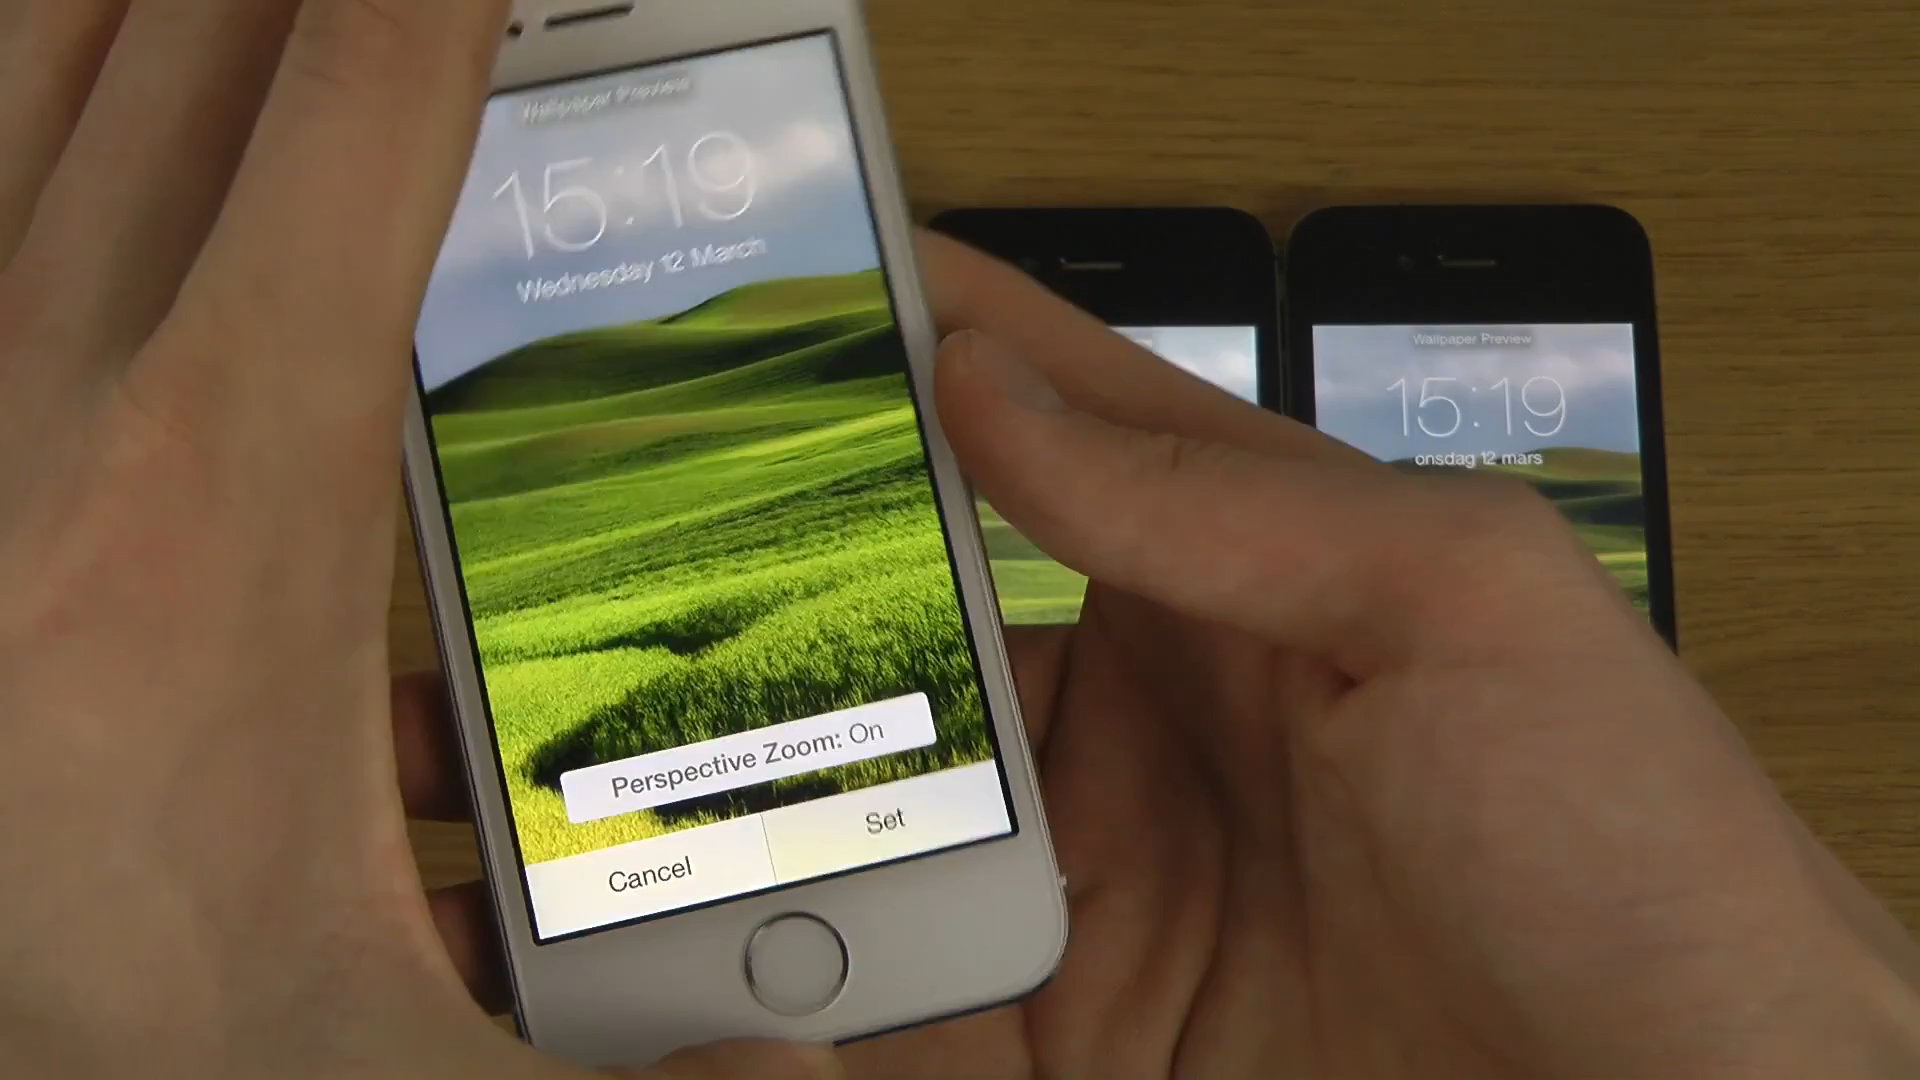 Wallpaper Preview
15:19
Wednesday 12 March
Perspective Zoom: On
Cancel
Set
Wallpaper Preview
15:19
onsdag 12 mars